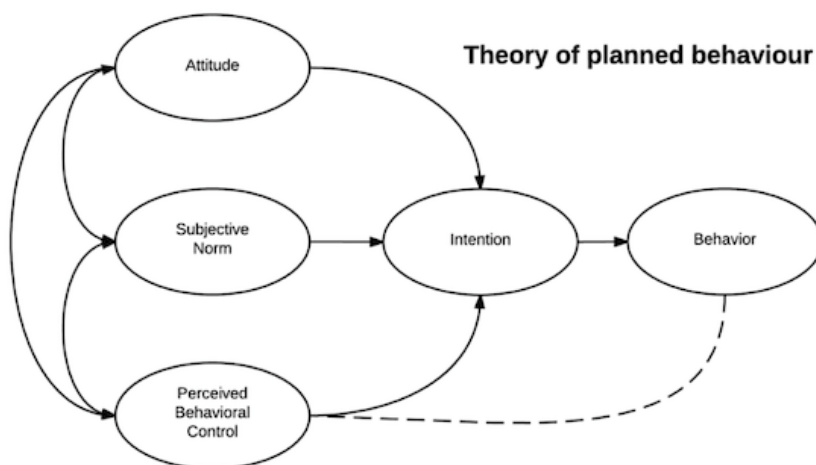 Theory of planned behaviour
Attitude
Subjective
Norm
Intention
Behavior
Perceived
Behavioral
Control